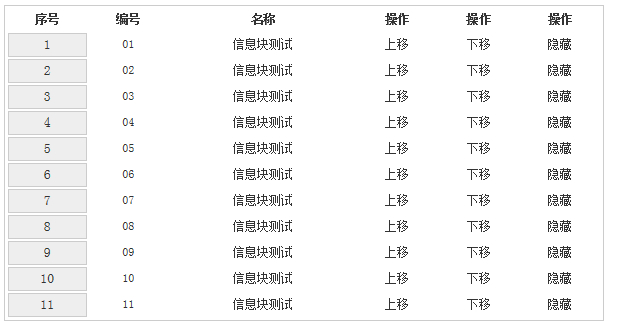 序号 编号 名称 操作 操作 操作
1 01 信息块测试 上移 下移 隐藏
2 02 信息块测试 上移 下移 隐藏
3 03 信息块测试 上移 下移 隐藏
4 04 信息块测试 上移 下移 隐藏
5 05 信息块测试 上移 下移 隐藏
6 06 信息块测试 上移 下移 隐藏
7 07 信息块测试 上移 下移 隐藏
8 08 信息块测试 上移 下移 隐藏
9 09 信息块测试 上移 下移 隐藏
10 10 信息块测试 上移 下移 隐藏
11 11 信息块测试 上移 下移 隐藏